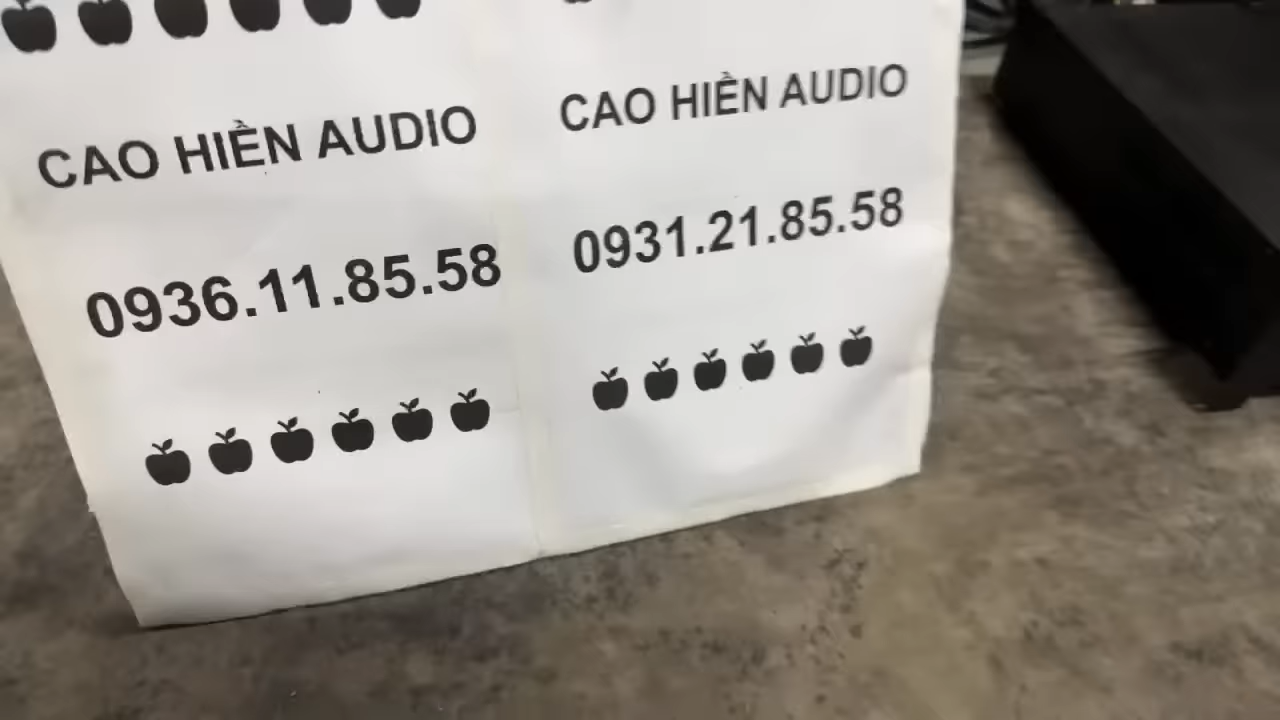 CAO HIỀN AUDIO
0936.11.85.58
CAO HIỀN AUDIO
0931.21.85.58